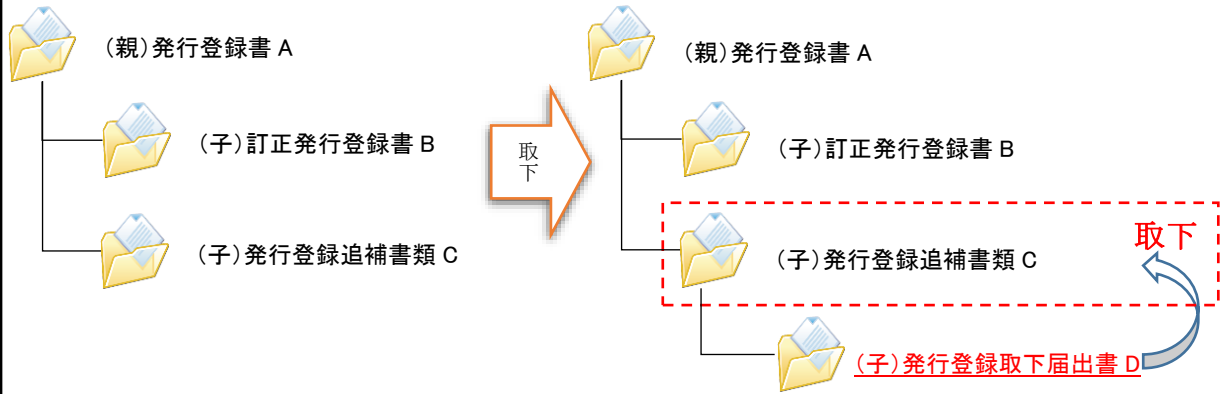 (親)発行登録書 A
(子)訂正発行登録書 B
(子)発行登録追補書類 C
取下
(親)発行登録書 A
(子)訂正発行登録書 B
(子)発行登録追補書類 C
取下
(子)発行登録取下届出書 D